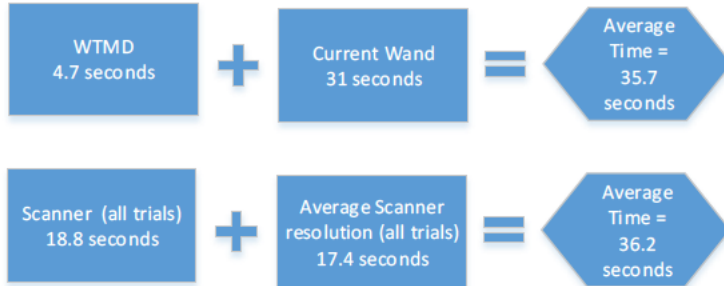 WTMD
4.7 seconds
+
Current Wand
31 seconds
=
Average
Time =
35.7
seconds
Scanner (all trials)
18.8 seconds
+
Average Scanner
resolution (all trials)
17.4 seconds
=
Average
Time =
36.2
seconds